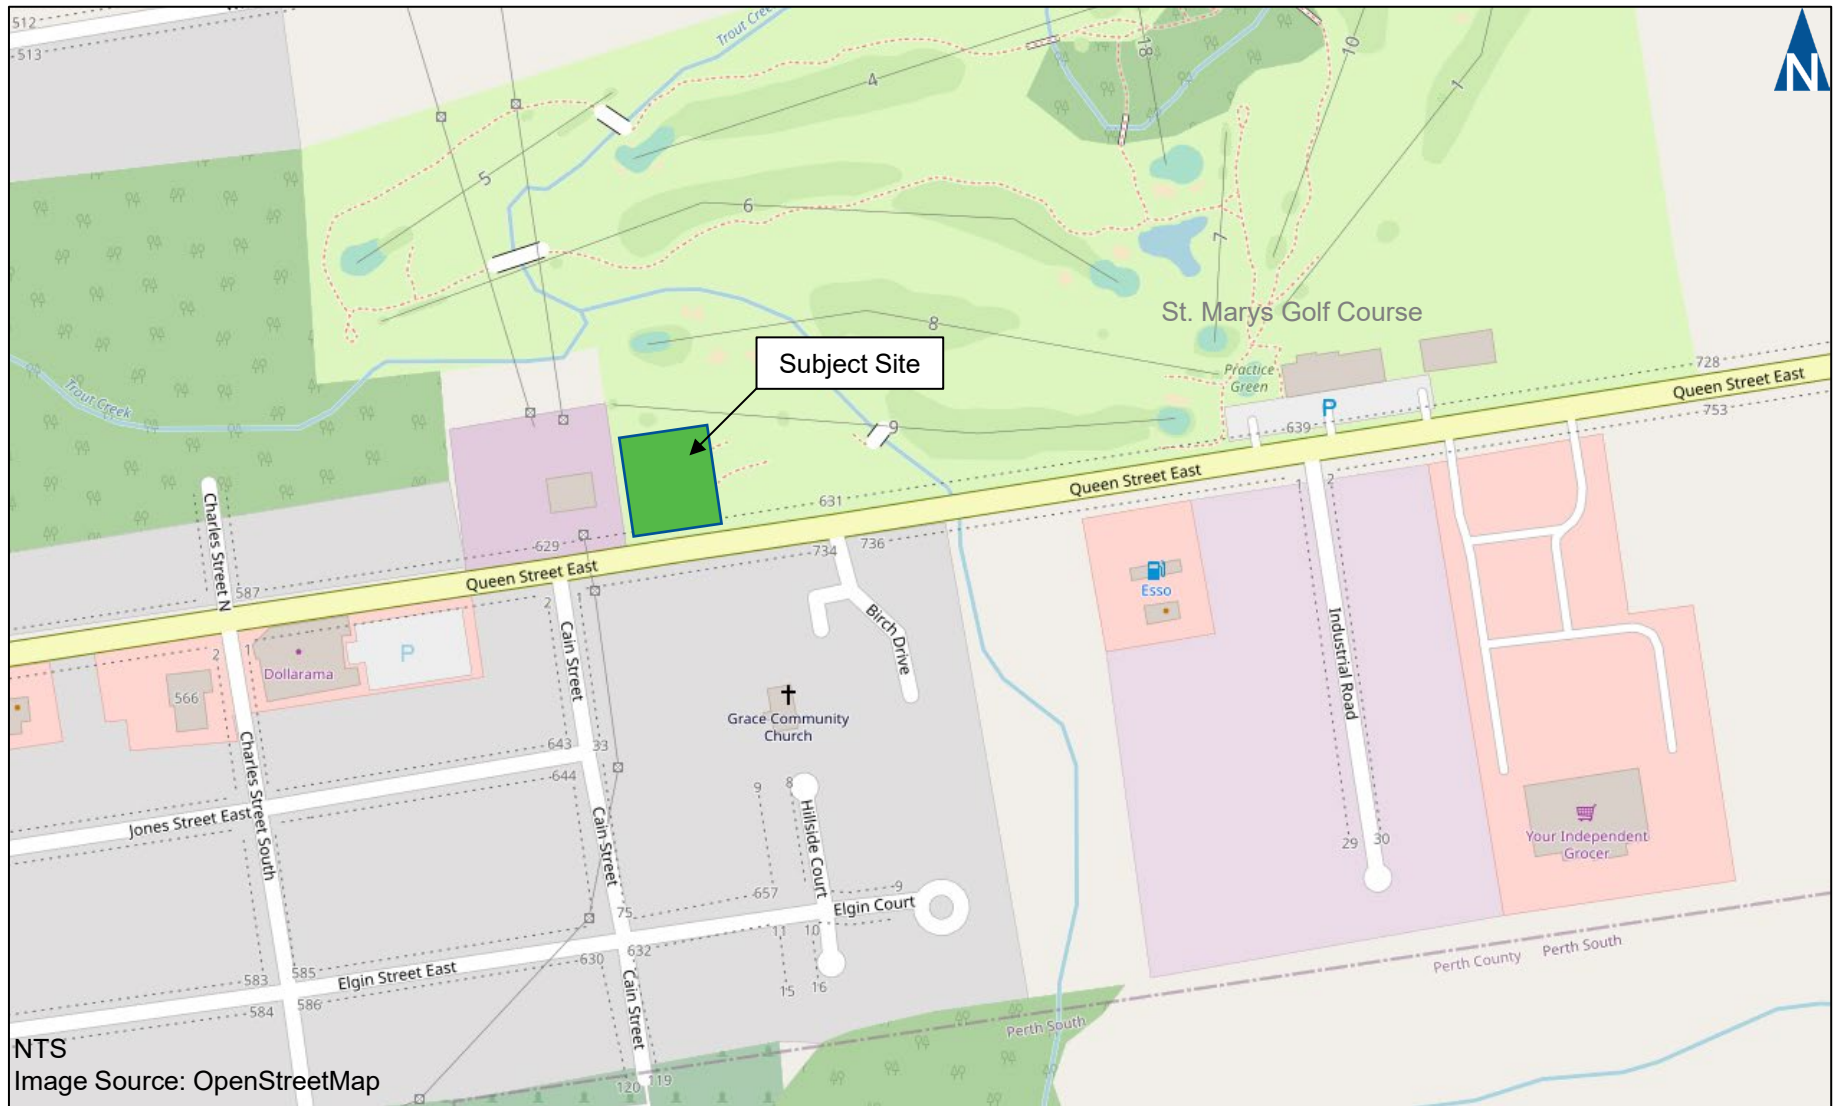 512
513
Trout Cree
4
18
10
1
N
5
6
7
St. Marys Golf Course
8
Subject Site
Practice
Green
728
Queen Street East
753
P
639
9
Trout Creek
Charles Street N
631
Queen Street East
1
2
629
734
736
Queen Street East
587
2
1
Esso
Birch Drive
Cain Street
Industrial Road
2
1
P
Dollarama
566
Grace Community
Church
643
33
644
9
8
Charles Street South
Jones Street East
Cain Street
Hillside Court
29
30
Your Independent
Grocer
657
9
Elgin Court
75
11
10
632
630
583
585
Elgin Street East
584
586
15
16
Cain Street
Perth County
Perth South
Perth South
120
119
NTS
Image Source: OpenStreetMap